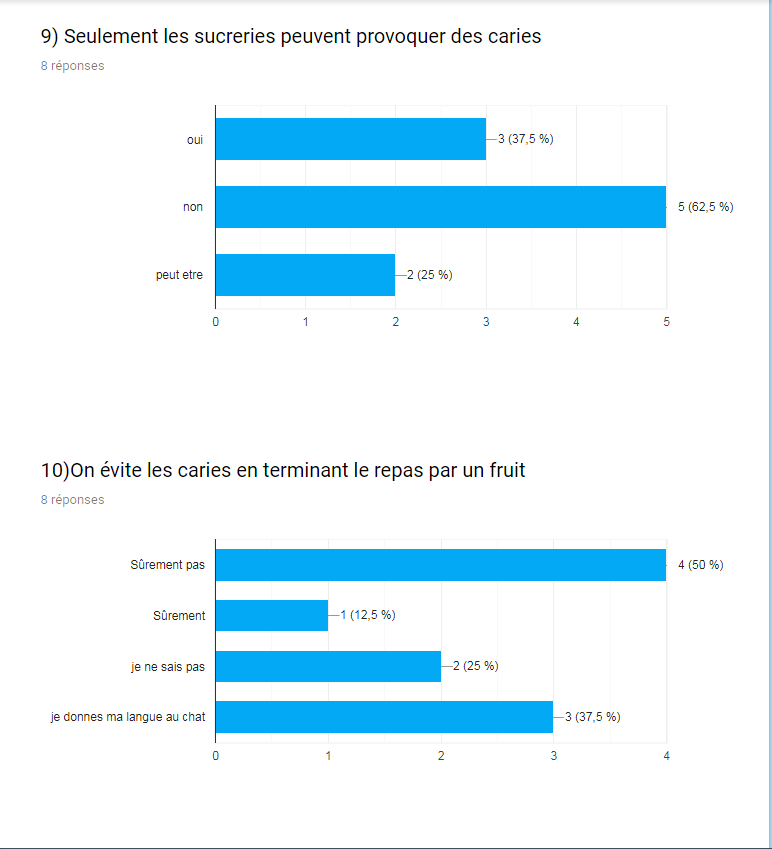 9) Seulement les sucreries peuvent provoquer des caries
8 réponses
oui
3 (37,5 %)
non
5 (62,5 %)
peut etre
2 (25 %)
0 1 2 3 4 5
10)On évite les caries en terminant le repas par un fruit
8 réponses
Sûrement pas
4 (50 %)
Sûrement
1 (12,5 %)
je ne sais pas
2 (25 %)
je donnes ma langue au chat
3 (37,5 %)
0 1 2 3 4